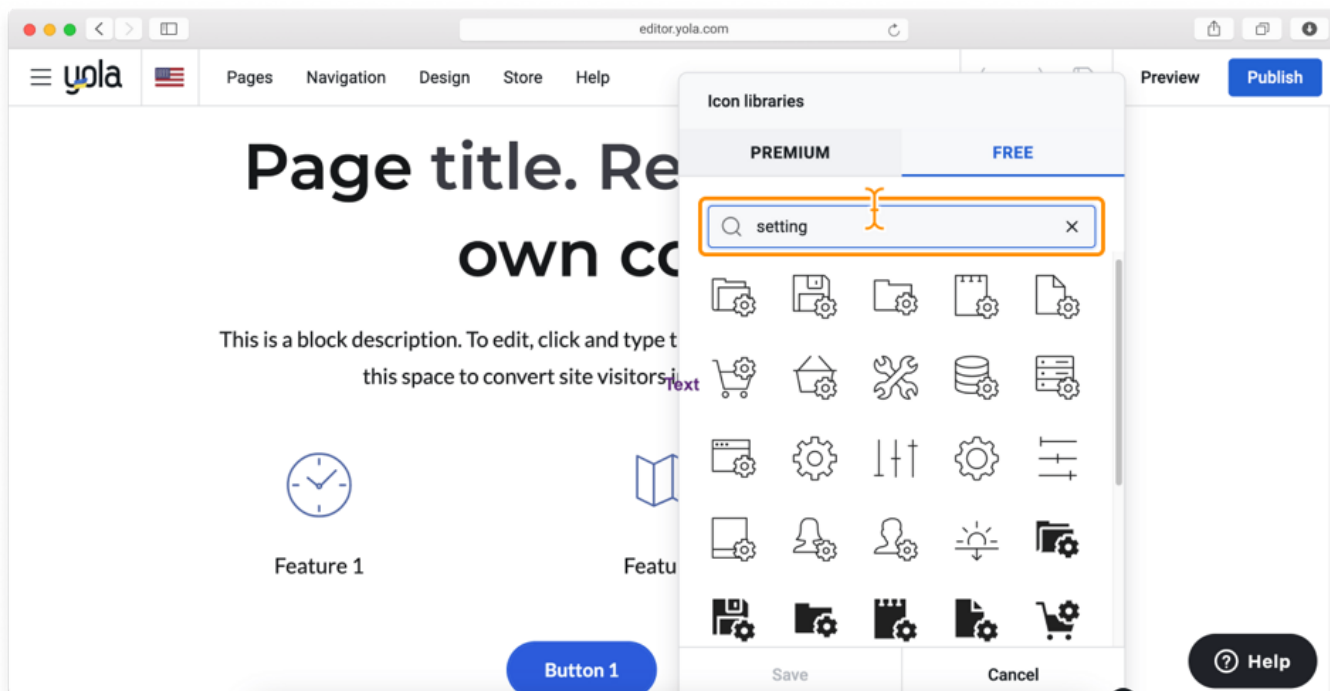 editor.yola.com
yola
Pages Navigation Design Store Help
Preview
Publish
Icon libraries
PREMIUM
FREE
setting
Page title. Re
own co
This is a block description. To edit, click and type t
this space to convert site visitors
Text
Feature 1
Featu
Button 1
Save
Cancel
Help